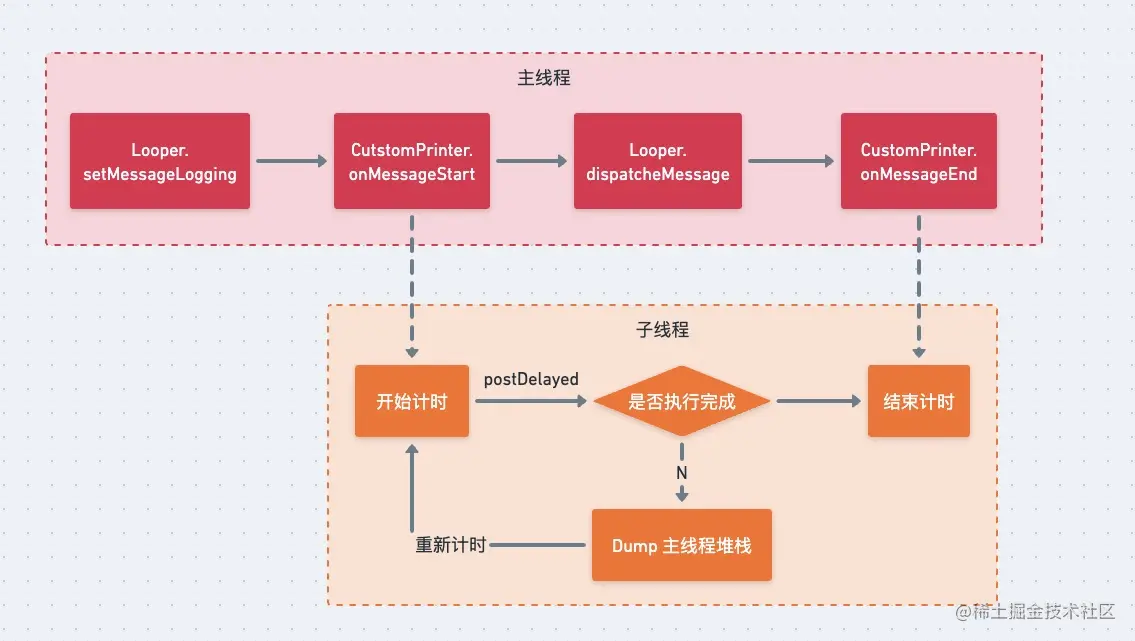 主线程
Looper.
setMessageLogging
CutstomPrinter.
onMessageStart
Looper.
dispatcheMessage
CustomPrinter.
onMessageEnd
子线程
开始计时
postDelayed
是否执行完成
结束计时
N
重新计时
Dump 主线程堆栈
@稀土掘金技术社区